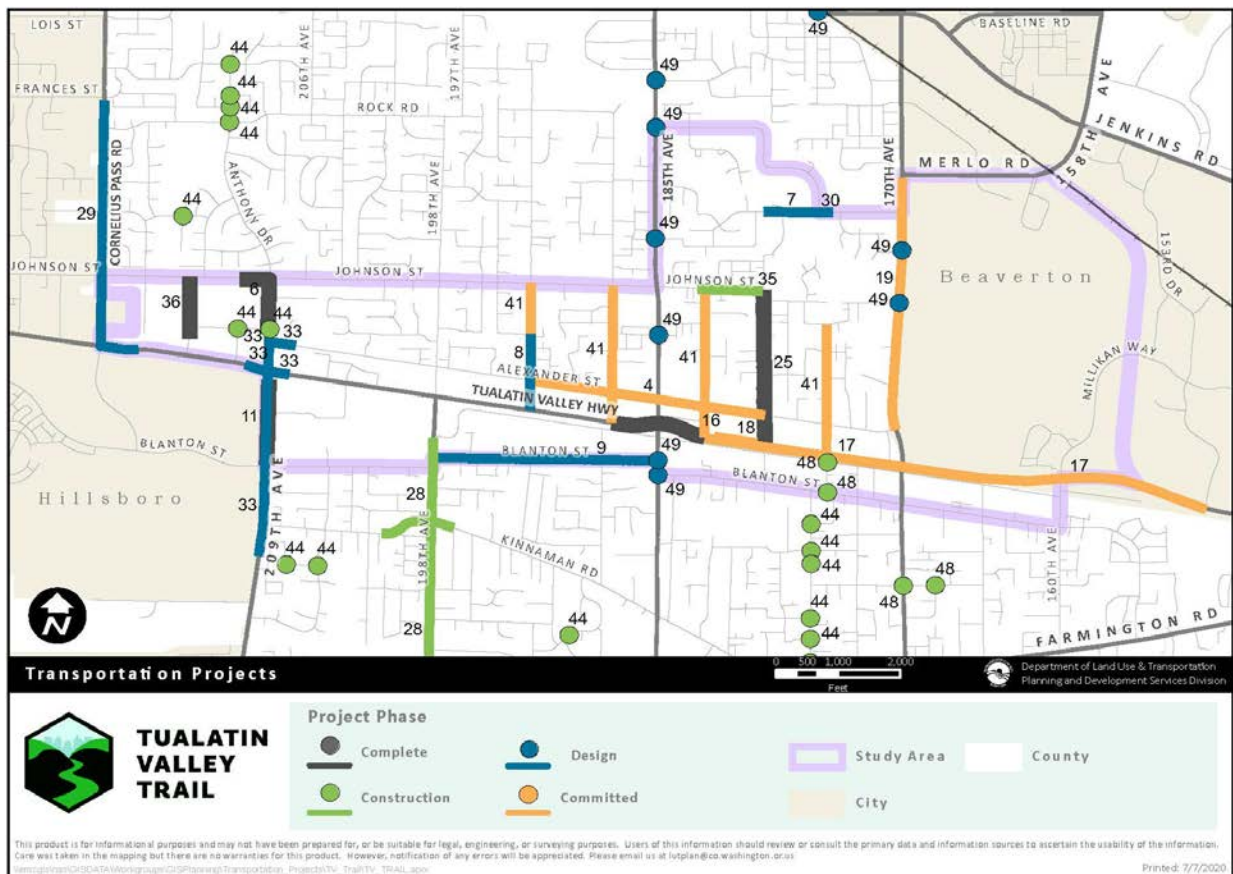 LOIS ST
44
206TH AVE
197TH AVE
49
BASELINE RD
FRANCES ST
44
44
44
ROCK RD
49
49
185TH AVE
170TH AVE
158TH AVE
JENKINS RD
MERLO RD
CORNELIUS PASS RD
29
44
ANTHONY DR
198TH AVE
7
30
49
19
49
153RD DR
Beaverton
JOHNSON ST
JOHNSON ST
JOHNSON ST
35
36
6
44
44
33
33
33
33
41
8
41
49
41
25
41
MILLIKAN WAY
ALEXANDER ST
4
TUALATIN VALLEY HWY
11
16
18
17
17
BLANTON ST
BLANTON ST
9
49
49
BLANTON ST
48
48
Hillsboro
33
209TH AVE
28
198TH AVE
KINNAMAN RD
44
44
44
44
44
160TH AVE
48
48
44
44
28
44
FARMINGTON RD
N
Transportation Projects
0 500 1,000 2,000
Feet
Department of Land Use & Transportation
Planning and Development Services Division
TUALATIN
VALLEY
TRAIL
Project Phase
Complete
Design
Study Area
County
Construction
Committed
City
This product is for informational purposes and may not have been prepared for, or be suitable for legal, engineering, or surveying purposes. Users of this information should review or consult the primary data and information sources to ascertain the usability of the information.
Care was taken in the mapping but there are no warranties for this product. However, notification of any errors will be appreciated. Please email us at lutplan@co.washington.or.us
Printed: 7/7/2020